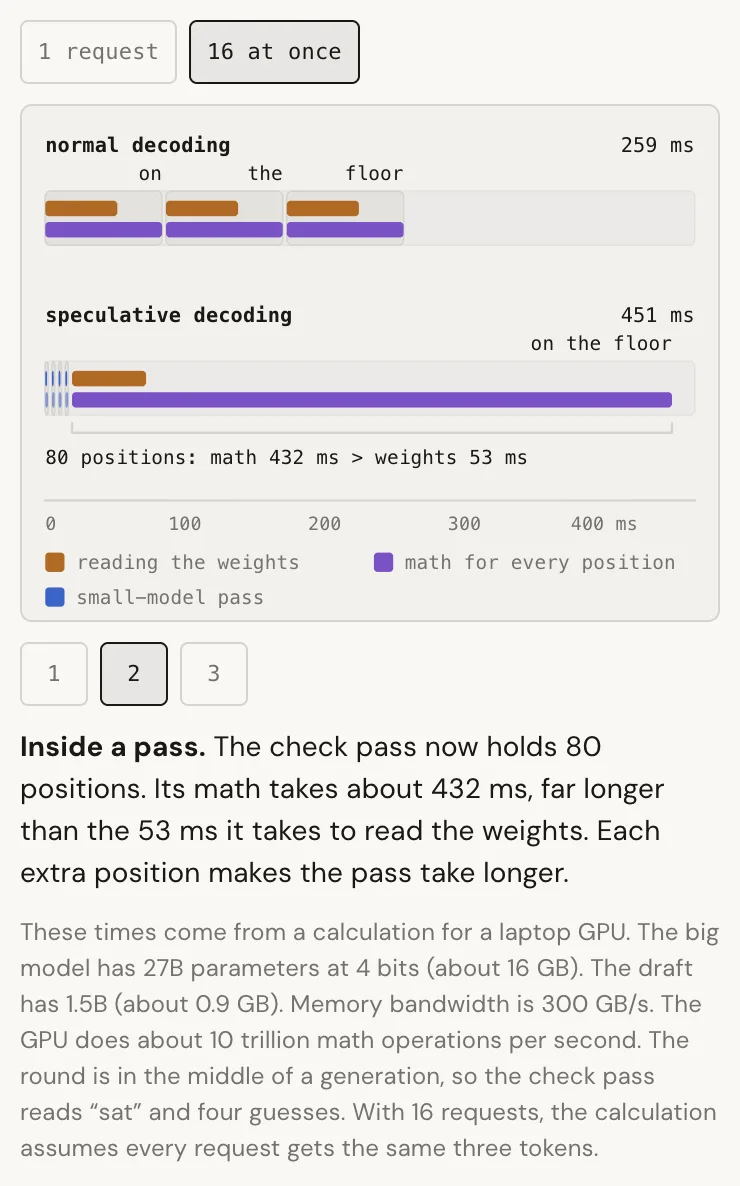 1 request
16 at once
normal decoding
259 ms
on the floor
speculative decoding
451 ms
on the floor
80 positions: math 432 ms > weights 53 ms
0 100 200 300 400 ms
reading the weights
math for every position
small-model pass
1 2 3
Inside a pass. The check pass now holds 80
positions. Its math takes about 432 ms, far longer
than the 53 ms it takes to read the weights. Each
extra position makes the pass take longer.
These times come from a calculation for a laptop GPU. The big
model has 27B parameters at 4 bits (about 16 GB). The draft
has 1.5B (about 0.9 GB). Memory bandwidth is 300 GB/s. The
GPU does about 10 trillion math operations per second. The
round is in the middle of a generation, so the check pass
reads “sat” and four guesses. With 16 requests, the calculation
assumes every request gets the same three tokens.